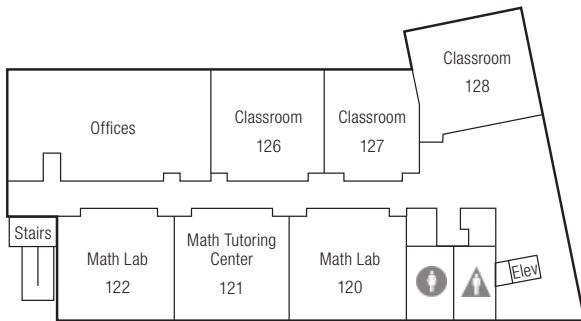 Classroom
128
Offices
Classroom
126
Classroom
127
Stairs
Math Lab
122
Math Tutoring
Center
121
Math Lab
120
Elev